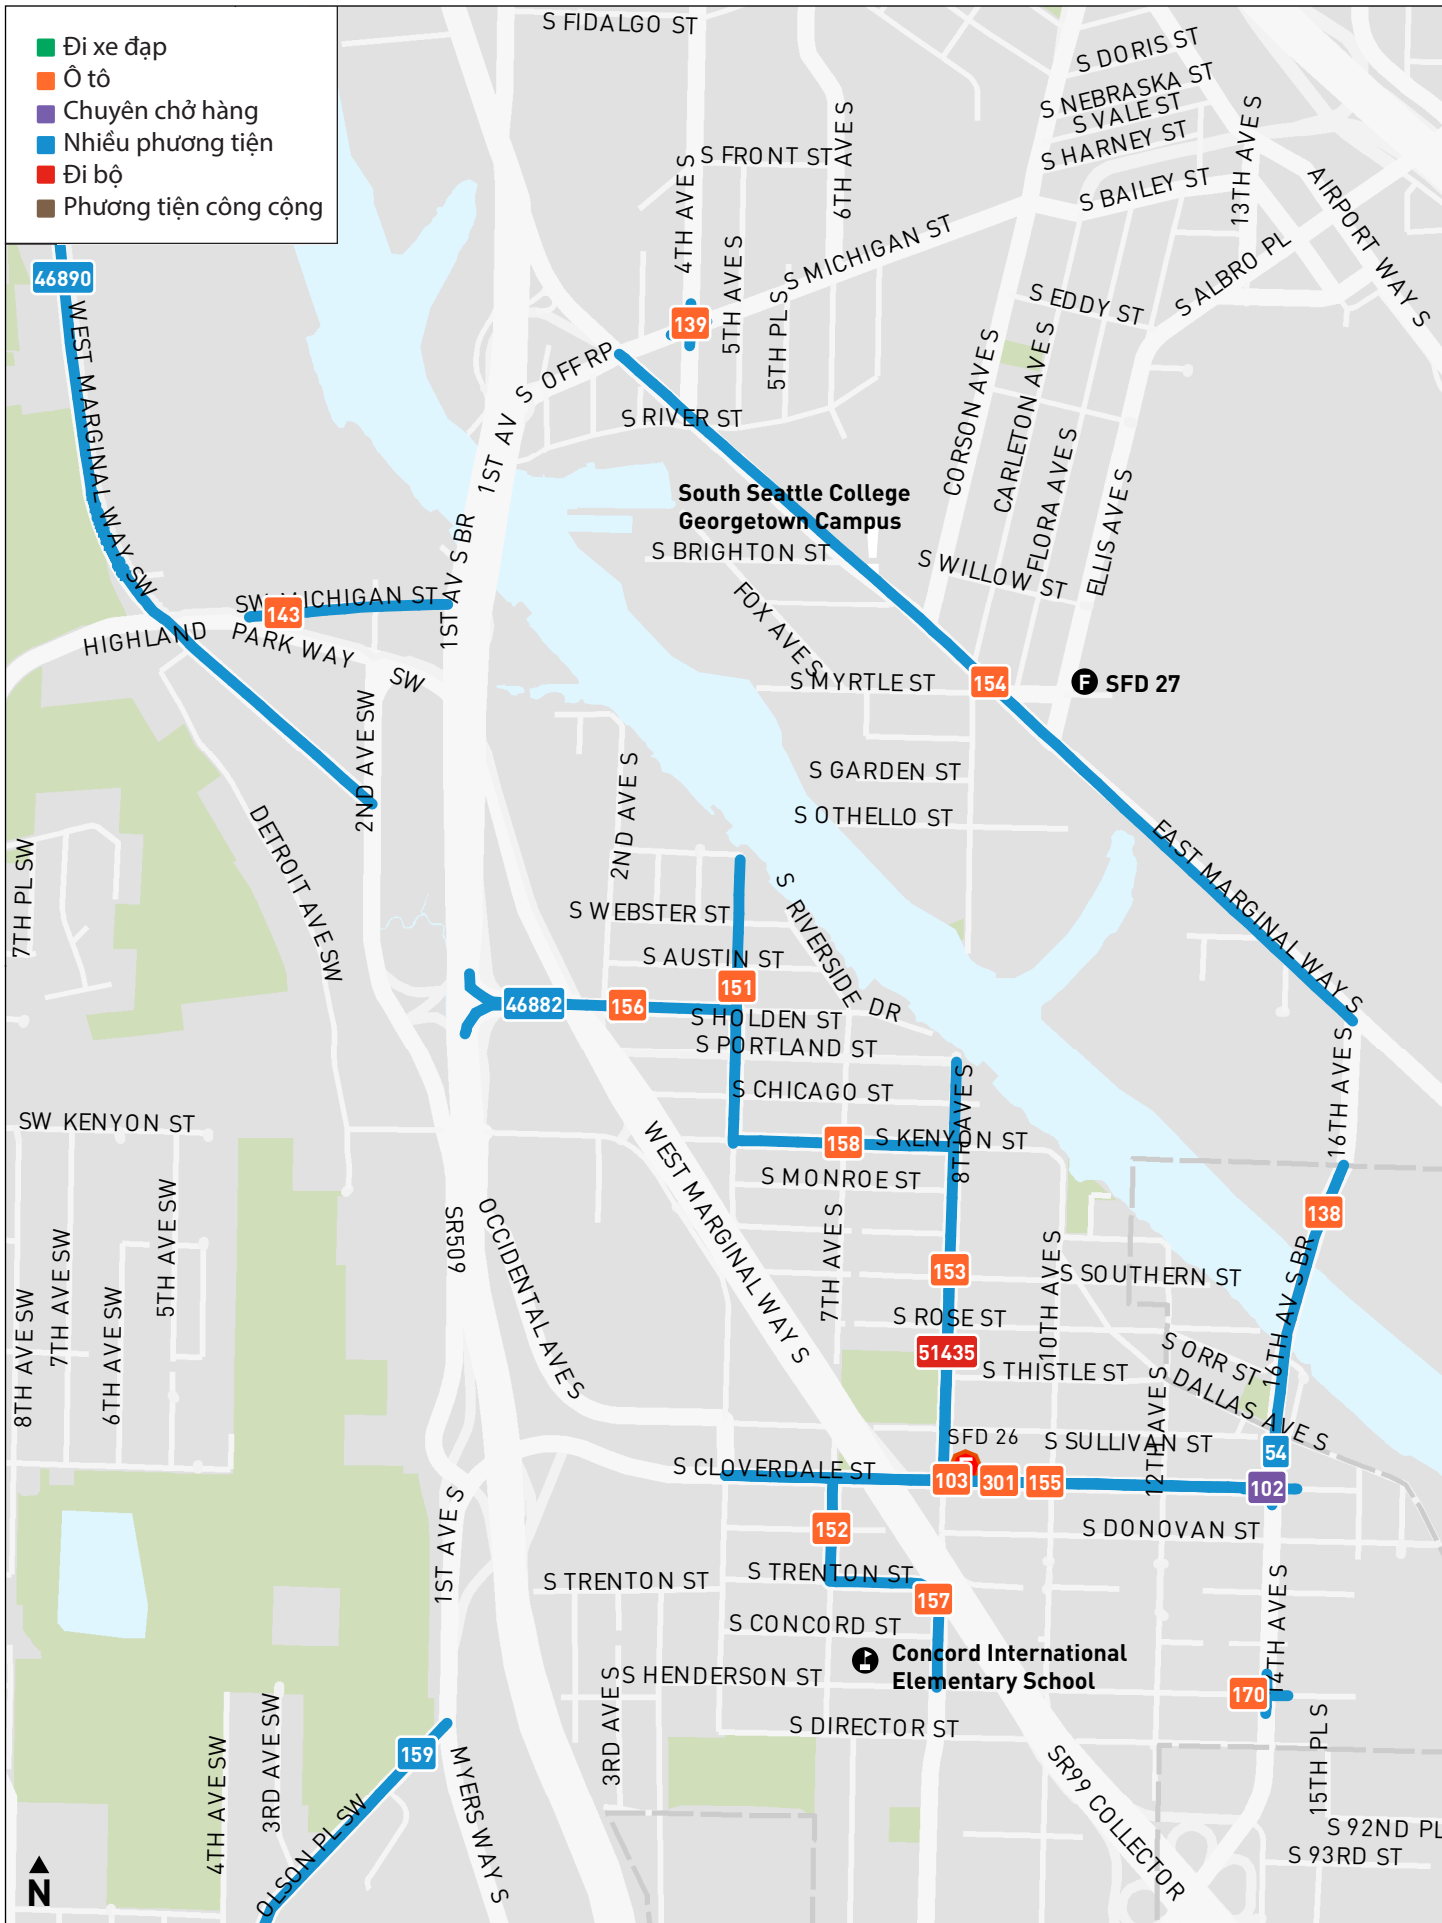 Đi xe đạp
Ô tô
Chuyên chở hàng
Nhiều phương tiện
Đi bộ
Phương tiện công cộng
S FIDALGO ST
S DORIS ST
S NEBRASKA ST
S VALE ST
S HARNEY ST
S BAILEY ST
13TH AVE S
AIRPORT WAY S
S ALBRO PL
S FRONT ST
6TH AVE S
4TH AVE S
5TH AVE S
5TH PL S
S MICHIGAN ST
S EDDY ST
46890
WEST MARGINAL WAY SW
139
1ST AV S OFF RP
S RIVER ST
CORSON AVE S
CARLETON AVE S
FLORA AVE S
ELLIS AVE S
South Seattle College
Georgetown Campus
S BRIGHTON ST
S WILLOW ST
FOX AVE S
1ST AV S BR
SW MICHIGAN ST
143
HIGHLAND PARK WAY SW
S MYRTLE ST
154
F
SFD 27
2ND AVE SW
2ND AVE S
S GARDEN ST
S OTHELLO ST
EAST MARGINAL WAY S
7TH PL SW
DETROIT AVE SW
S RIVERSIDE DR
S WEBSTER ST
S AUSTIN ST
151
46882
156
S HOLDEN ST
S PORTLAND ST
16TH AVE S
8TH AVE S
S CHICAGO ST
SW KENYON ST
158
S KENYON ST
WEST MARGINAL WAY S
S MONROE ST
5TH AVE SW
7TH AVE SW
6TH AVE SW
8TH AVE SW
SR509
OCCIDENTAL AVE S
7TH AVE S
138
16TH AV S BR
153
10TH AVE S
S SOUTHERN ST
S ROSE ST
51435
S THISTLE ST
S ORR ST
S DALLAS AVE S
12TH AVE S
SFD 26
S SULLIVAN ST
54
S CLOVERDALE ST
103
301
155
102
1ST AVE S
152
S DONOVAN ST
S TRENTON ST
S TRENTON ST
157
14TH AVE S
S CONCORD ST
Concord International
Elementary School
S HENDERSON ST
3RD AVE S
170
S DIRECTOR ST
3RD AVE SW
4TH AVE SW
159
MYERS WAY S
OLSON PL SW
SR99 COLLECTOR
15TH PL S
S 92ND PL
S 93RD ST
N